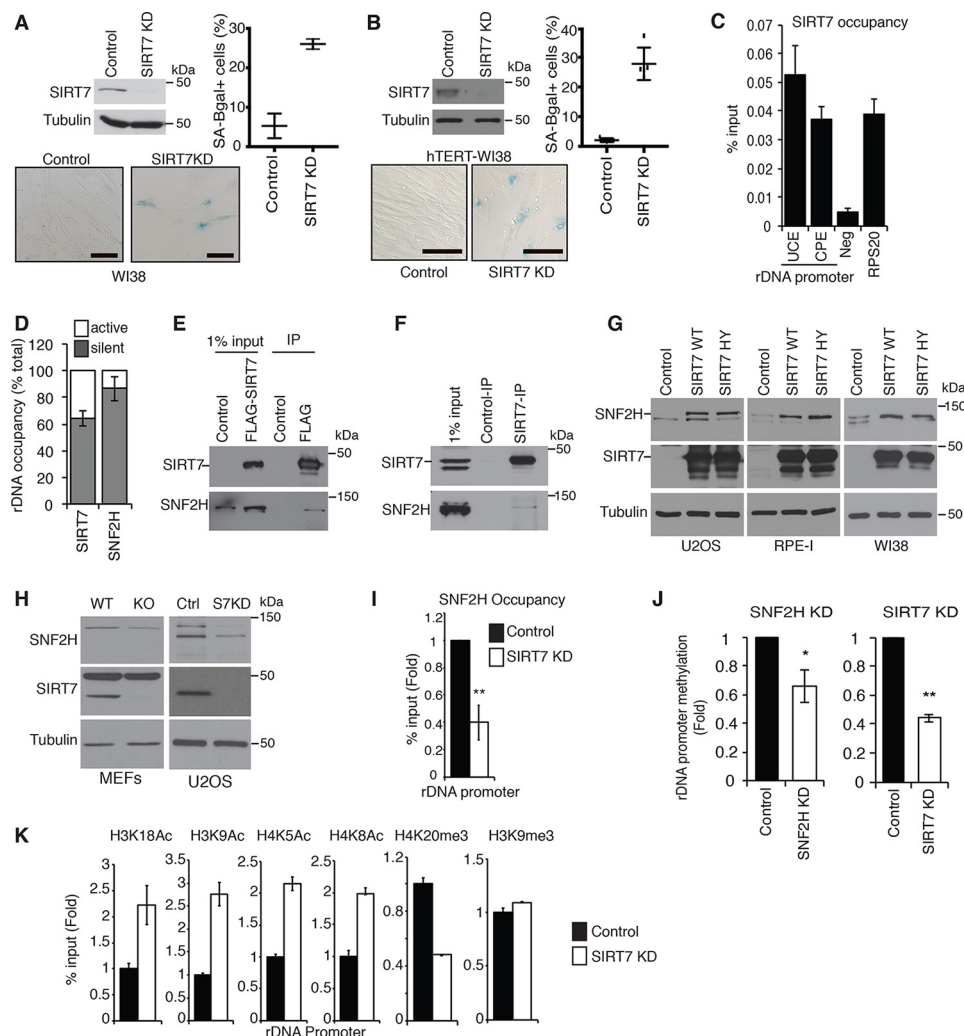 A
Control
SIRT7 KD
kDa
SIRT7
50
Tubulin
50
Control
SIRT7KD
WI38
SA-Bgal+ cells (%)
30
20
10
0
Control
SIRT7 KD
B
Control
SIRT7 KD
kDa
SIRT7
50
Tubulin
50
hTERT-WI38
Control
SIRT7 KD
SA-Bgal+ cells (%)
40
30
20
10
0
Control
SIRT7 KD
C
SIRT7 occupancy
% input
0.07
0.06
0.05
0.04
0.03
0.02
0.01
0
UCE
CPE
Neg
RPS20
rDNA promoter
D
active
silent
rDNA occupancy (% total)
120
100
80
60
40
20
0
SIRT7
SNF2H
E
1% input
IP
Control
FLAG-SIRT7
Control
FLAG
kDa
SIRT7
50
SNF2H
150
F
1% input
Control-IP
SIRT7-IP
kDa
SIRT7
50
SNF2H
150
G
Control
SIRT7 WT
SIRT7 HY
Control
SIRT7 WT
SIRT7 HY
Control
SIRT7 WT
SIRT7 HY
kDa
SNF2H
150
SIRT7
50
Tubulin
50
U2OS
RPE-I
WI38
H
WT
KO
Ctrl
S7KD
kDa
SNF2H
150
SIRT7
50
Tubulin
50
MEFs
U2OS
I
SNF2H Occupancy
% input (Fold)
1.2
1
0.8
0.6
0.4
0.2
0
Control
SIRT7 KD
**
rDNA promoter
J
SNF2H KD
SIRT7 KD
rDNA promoter methylation
(Fold)
1
0.8
0.6
0.4
0.2
0
*
Control
SNF2H KD
1
0.8
0.6
0.4
0.2
0
**
Control
SIRT7 KD
K
H3K18Ac
H3K9Ac
H4K5Ac
H4K8Ac
H4K20me3
H3K9me3
% input (Fold)
3
2.5
2
1.5
1
0.5
0
3.5
3
2.5
2
1.5
1
0.5
0
2.5
2
1.5
1
0.5
0
2.5
2
1.5
1
0.5
0
1.2
0.8
0.4
0
1.5
1
0.5
0
Control
SIRT7 KD
rDNA Promoter